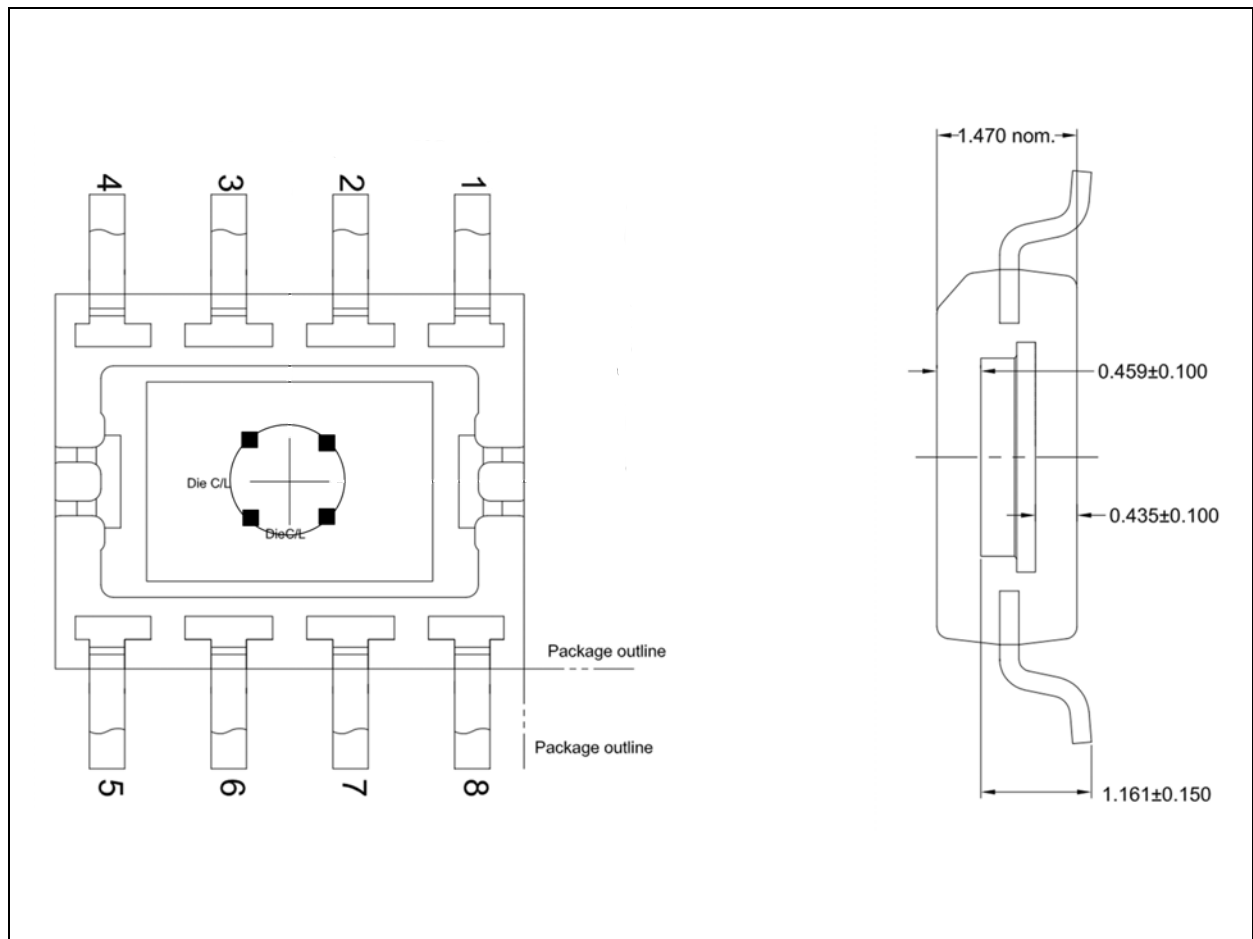 1.470 nom.
4 3 2 1
0.459±0.100
Die C/L
0.435±0.100
DieC/L
Package outline
Package outline
5 6 7 8
1.161±0.150